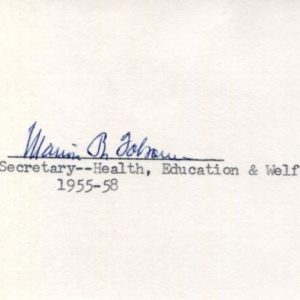 Marion B Folsom
Secretary--Health, Education & Welf
1955-58